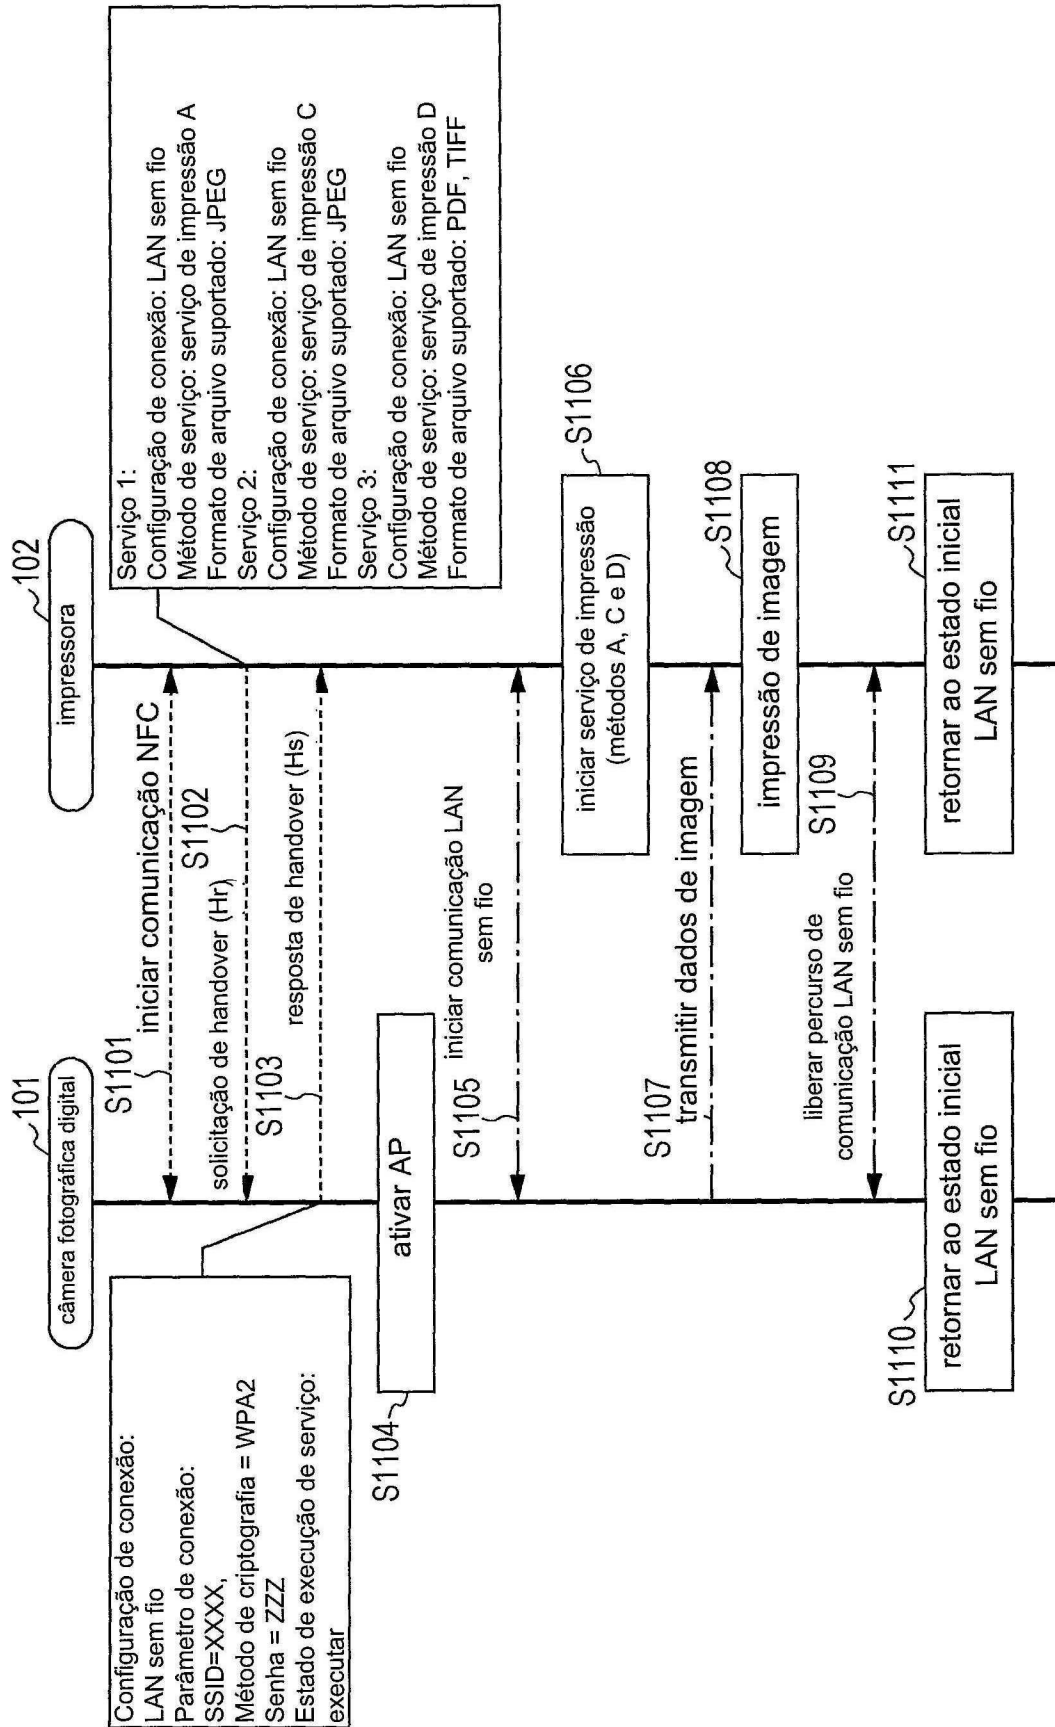 101
câmera fotográfica digital
102
impressora
Configuração de conexão:
LAN sem fio
Parâmetro de conexão:
SSID=XXXX,
Método de criptografia = WPA2
Senha = ZZZ
Estado de execução de serviço:
executar
Serviço 1:
Configuração de conexão: LAN sem fio
Método de serviço: serviço de impressão A
Formato de arquivo suportado: JPEG
Serviço 2:
Configuração de conexão: LAN sem fio
Método de serviço: serviço de impressão C
Formato de arquivo suportado: JPEG
Serviço 3:
Configuração de conexão: LAN sem fio
Método de serviço: serviço de impressão D
Formato de arquivo suportado: PDF, TIFF
S1101
iniciar comunicação NFC
solicitação de handover (Hr)
S1102
S1103
resposta de handover (Hs)
S1104
ativar AP
S1105
iniciar comunicação LAN
sem fio
S1106
iniciar serviço de impressão
(métodos A, C e D)
S1107
transmitir dados de imagem
S1108
impressão de imagem
liberar percurso de
comunicação LAN sem fio
S1109
S1110
retornar ao estado inicial
LAN sem fio
S1111
retornar ao estado inicial
LAN sem fio